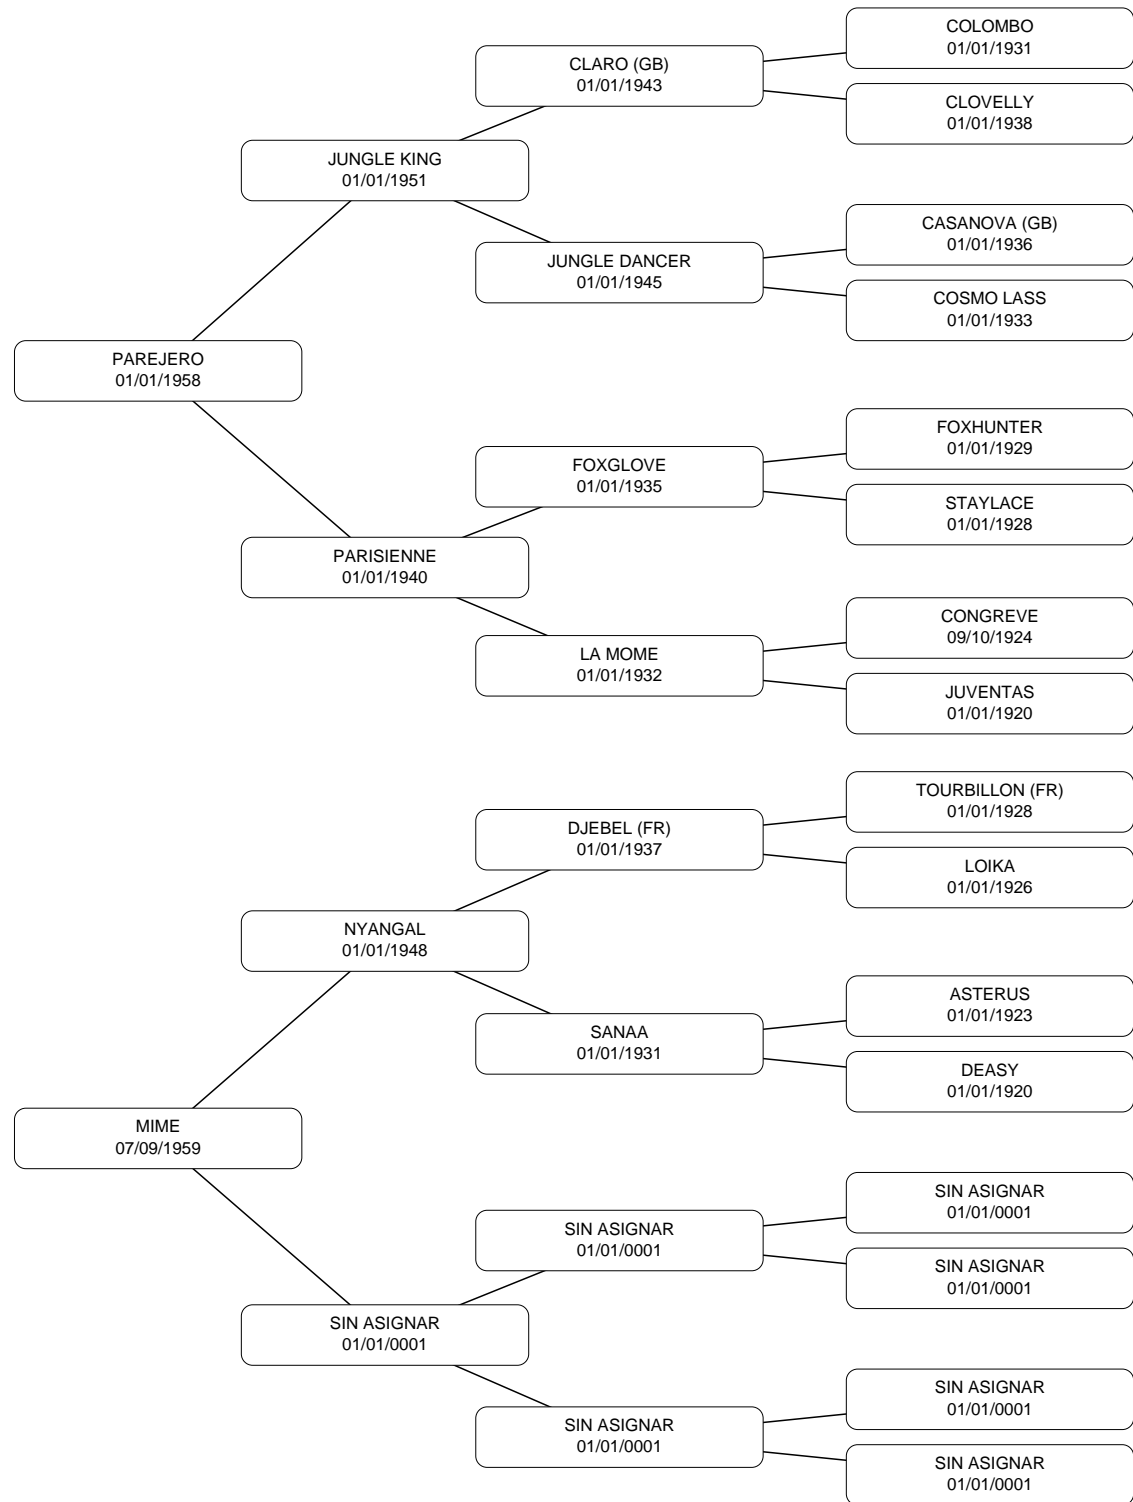 COLOMBO
01/01/1931
CLARO (GB)
01/01/1943
CLOVELLY
01/01/1938
JUNGLE KING
01/01/1951
CASANOVA (GB)
01/01/1936
JUNGLE DANCER
01/01/1945
COSMO LASS
01/01/1933
PAREJERO
01/01/1958
FOXHUNTER
01/01/1929
FOXGLOVE
01/01/1935
STAYLACE
01/01/1928
PARISIENNE
01/01/1940
CONGREVE
09/10/1924
LA MOME
01/01/1932
JUVENTAS
01/01/1920
TOURBILLON (FR)
01/01/1928
DJEBEL (FR)
01/01/1937
LOIKA
01/01/1926
NYANGAL
01/01/1948
ASTERUS
01/01/1923
SANAA
01/01/1931
DEASY
01/01/1920
MIME
07/09/1959
SIN ASIGNAR
01/01/0001
SIN ASIGNAR
01/01/0001
SIN ASIGNAR
01/01/0001
SIN ASIGNAR
01/01/0001
SIN ASIGNAR
01/01/0001
SIN ASIGNAR
01/01/0001
SIN ASIGNAR
01/01/0001